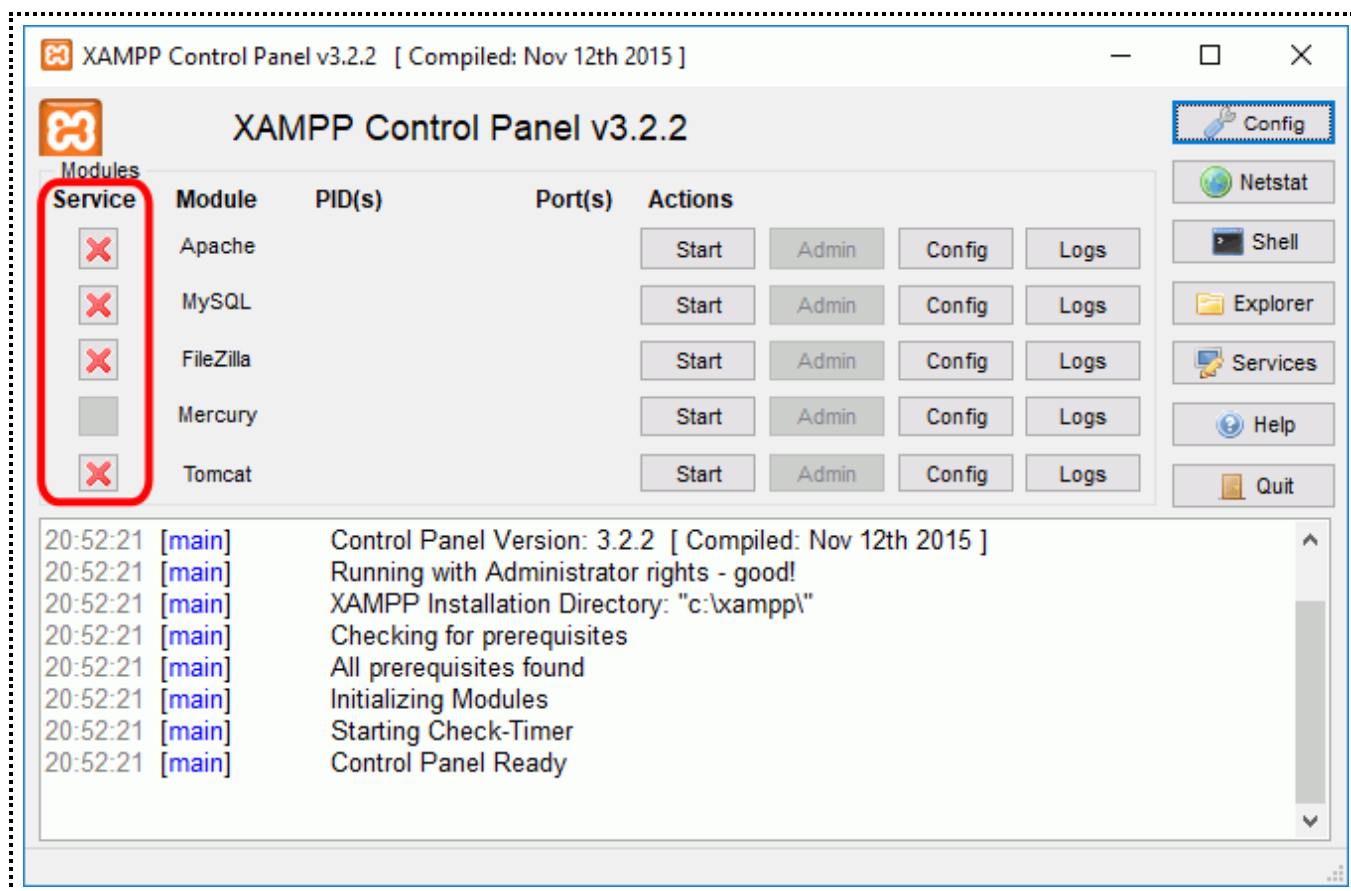 XAMPP Control Panel v3.2.2 [ Compiled: Nov 12th 2015 ]
XAMPP Control Panel v3.2.2
Config
Modules
Netstat
Service Module PID(s) Port(s) Actions
Shell
Apache Start Admin Config Logs
MySQL Start Admin Config Logs
Explorer
FileZilla Start Admin Config Logs
Services
Mercury Start Admin Config Logs
Help
Tomcat Start Admin Config Logs
Quit
20:52:21 [main] Control Panel Version: 3.2.2 [ Compiled: Nov 12th 2015 ]
20:52:21 [main] Running with Administrator rights - good!
20:52:21 [main] XAMPP Installation Directory: "c:\xampp\"
20:52:21 [main] Checking for prerequisites
20:52:21 [main] All prerequisites found
20:52:21 [main] Initializing Modules
20:52:21 [main] Starting Check-Timer
20:52:21 [main] Control Panel Ready